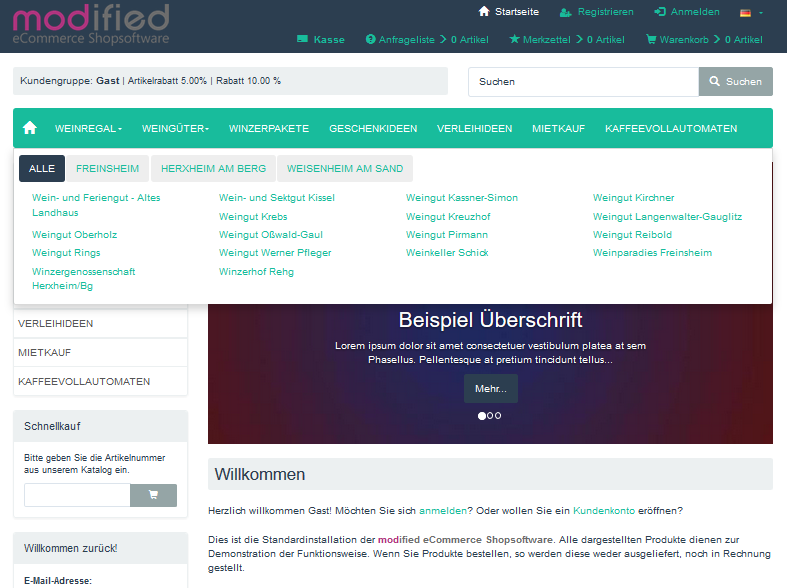 modified
eCommerce Shopsoftware
Startseite Registrieren Anmelden
Kasse Anfrageliste 0 Artikel Merkzettel 0 Artikel Warenkorb 0 Artikel
Kundengruppe: Gast | Artikelrabatt 5.00% | Rabatt 10.00 %
Suchen Suchen
WEINREGAL WEINGÜTER WINZERPAKETE GESCHENKIDEEN VERLEIHIDEEN MIETKAUF KAFFEEVOLLAUTOMATEN
ALLE FREINSHEIM HERXHEIM AM BERG WEISENHEIM AM SAND
Wein- und Feriengut - Altes
Landhaus
Wein- und Sektgut Kissel
Weingut Kassner-Simon
Weingut Kirchner
Weingut Krebs
Weingut Kreuzhof
Weingut Langenwalter-Gauglitz
Weingut Oberholz
Weingut Oßwald-Gaul
Weingut Pirmann
Weingut Reibold
Weingut Rings
Weingut Werner Pfleger
Weinkeller Schick
Weinparadies Freinsheim
Winzergenossenschaft
Herxheim/Bg
Winzerhof Rehg
VERLEIHIDEEN
MIETKAUF
KAFFEEVOLLAUTOMATEN
Beispiel Überschrift
Lorem ipsum dolor sit amet consectetuer vestibulum platea at sem
Phasellus. Pellentesque at pretium tincidunt tellus...
Mehr...
Schnellkauf
Bitte geben Sie die Artikelnummer
aus unserem Katalog ein.
Willkommen zurück!
E-Mail-Adresse:
Willkommen
Herzlich willkommen Gast! Möchten Sie sich anmelden? Oder wollen Sie ein Kundenkonto eröffnen?
Dies ist die Standardinstallation der modified eCommerce Shopsoftware. Alle dargestellten Produkte dienen zur
Demonstration der Funktionsweise. Wenn Sie Produkte bestellen, so werden diese weder ausgeliefert, noch in Rechnung
gestellt.